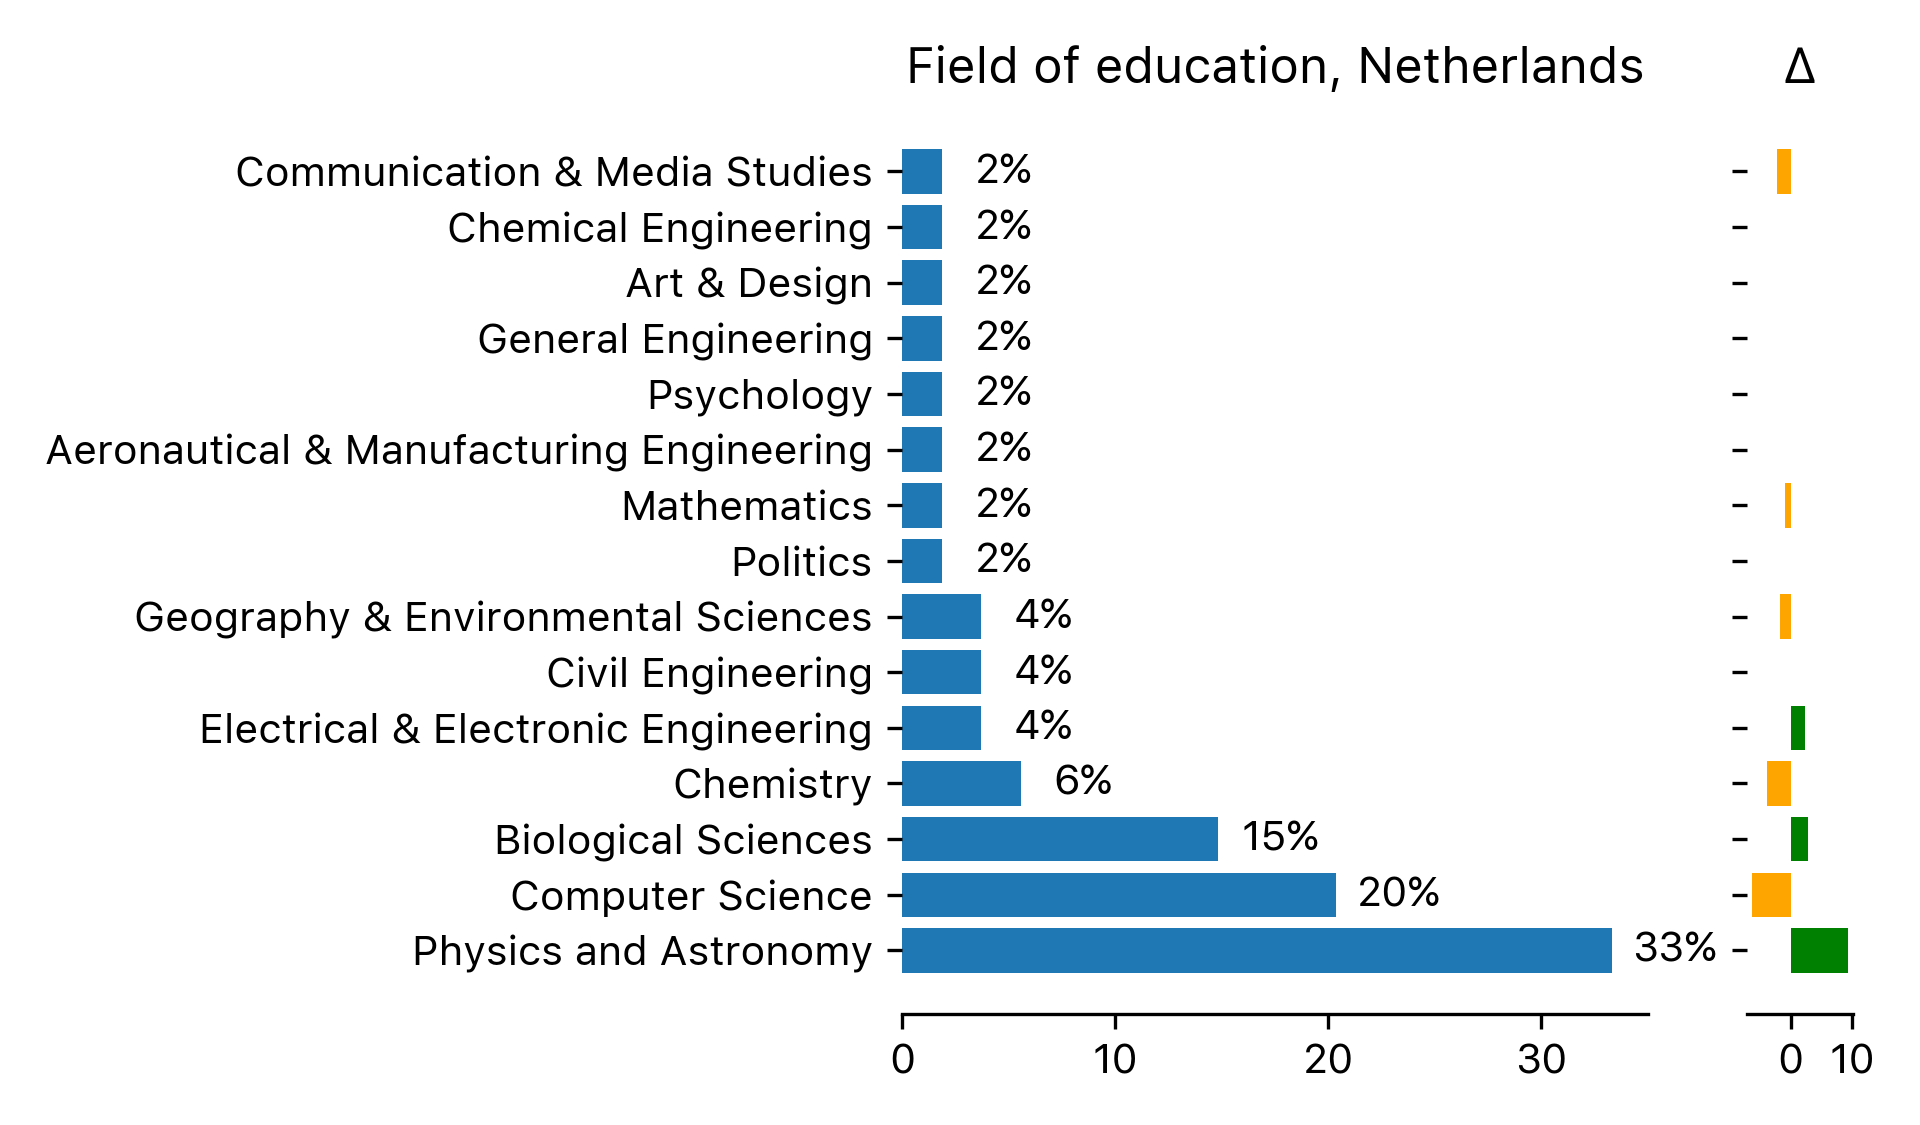 Field of education, Netherlands Δ
Communication & Media Studies 2%
Chemical Engineering 2%
Art & Design 2%
General Engineering 2%
Psychology 2%
Aeronautical & Manufacturing Engineering 2%
Mathematics 2%
Politics 2%
Geography & Environmental Sciences 4%
Civil Engineering 4%
Electrical & Electronic Engineering 4%
Chemistry 6%
Biological Sciences 15%
Computer Science 20%
Physics and Astronomy 33%
0 10 20 30 0 10